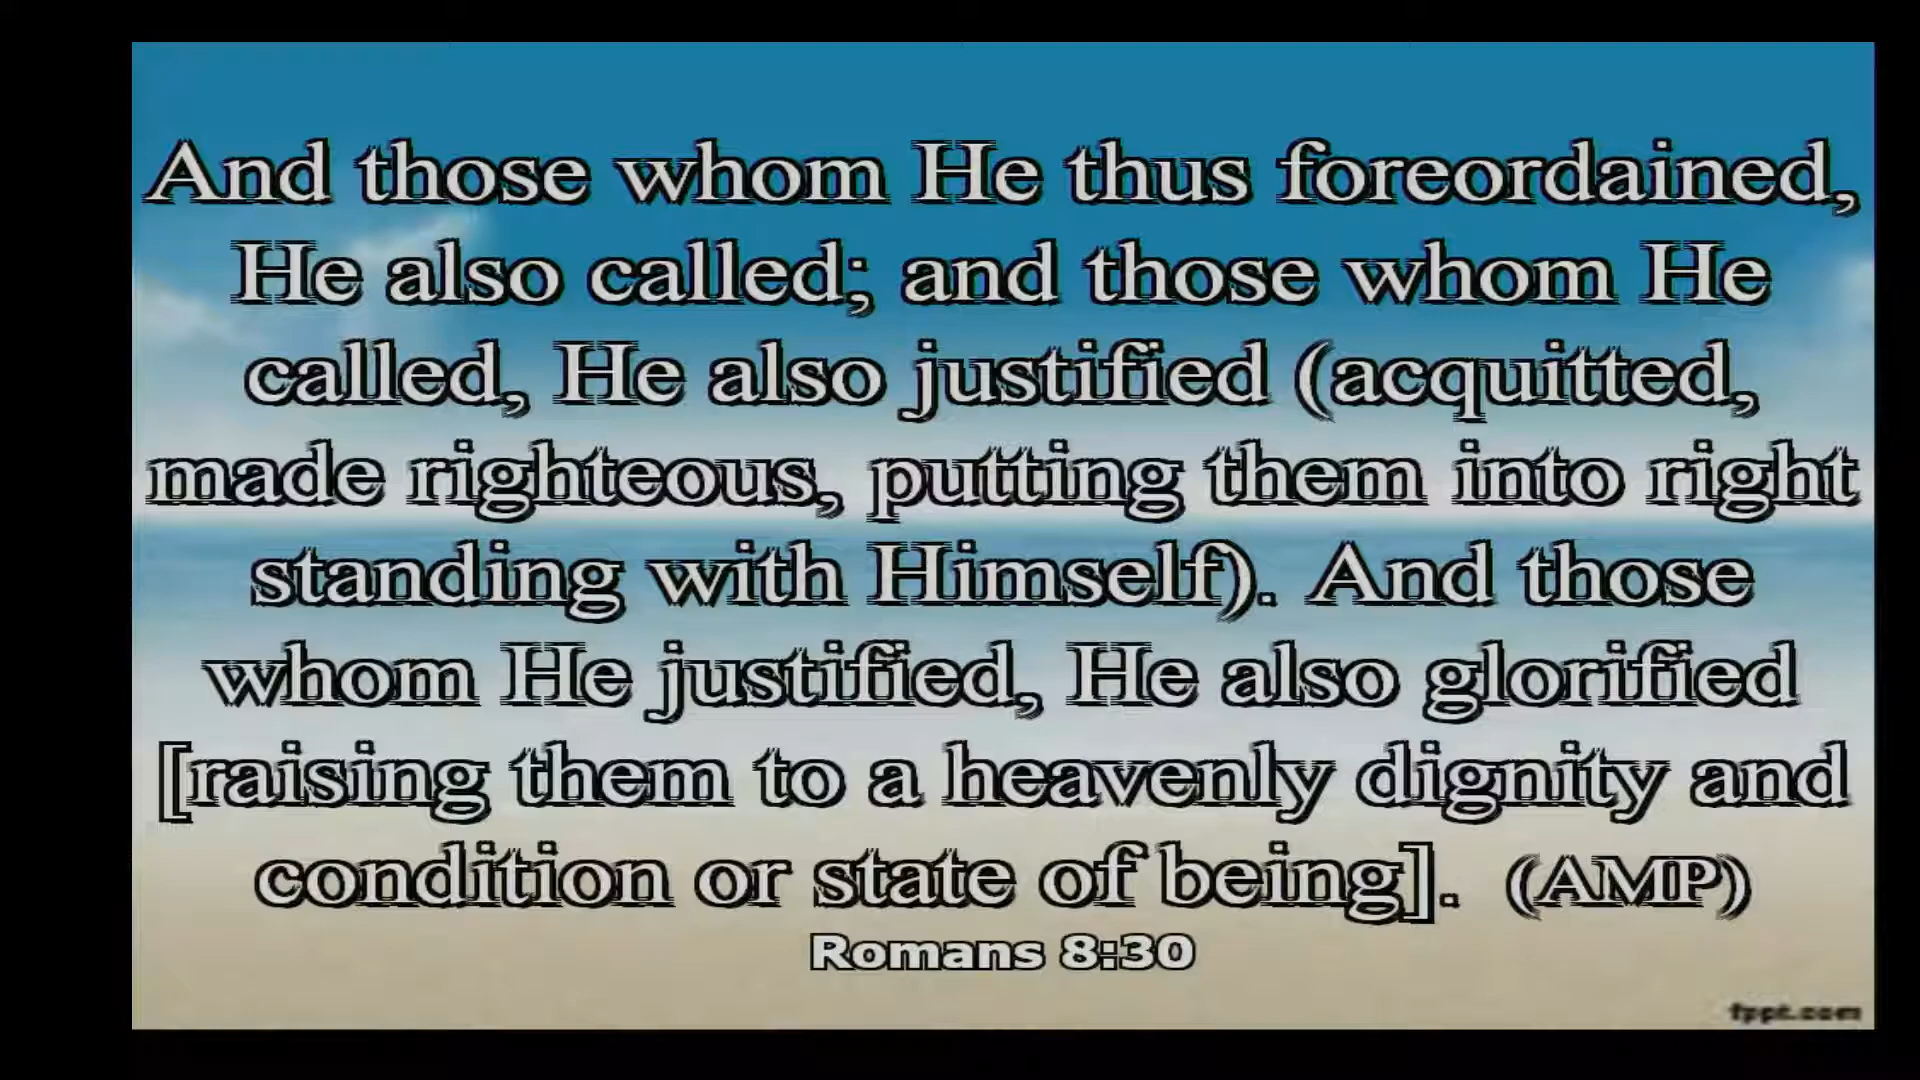 And those whom He thus foreordained,
He also called; and those whom He
called, He also justified (acquitted,
made righteous, putting them into right
standing with Himself). And those
whom He justified, He also glorified
[raising them to a heavenly dignity and
condition or state of being]. (AMP)
Romans 8:30
fppt.com